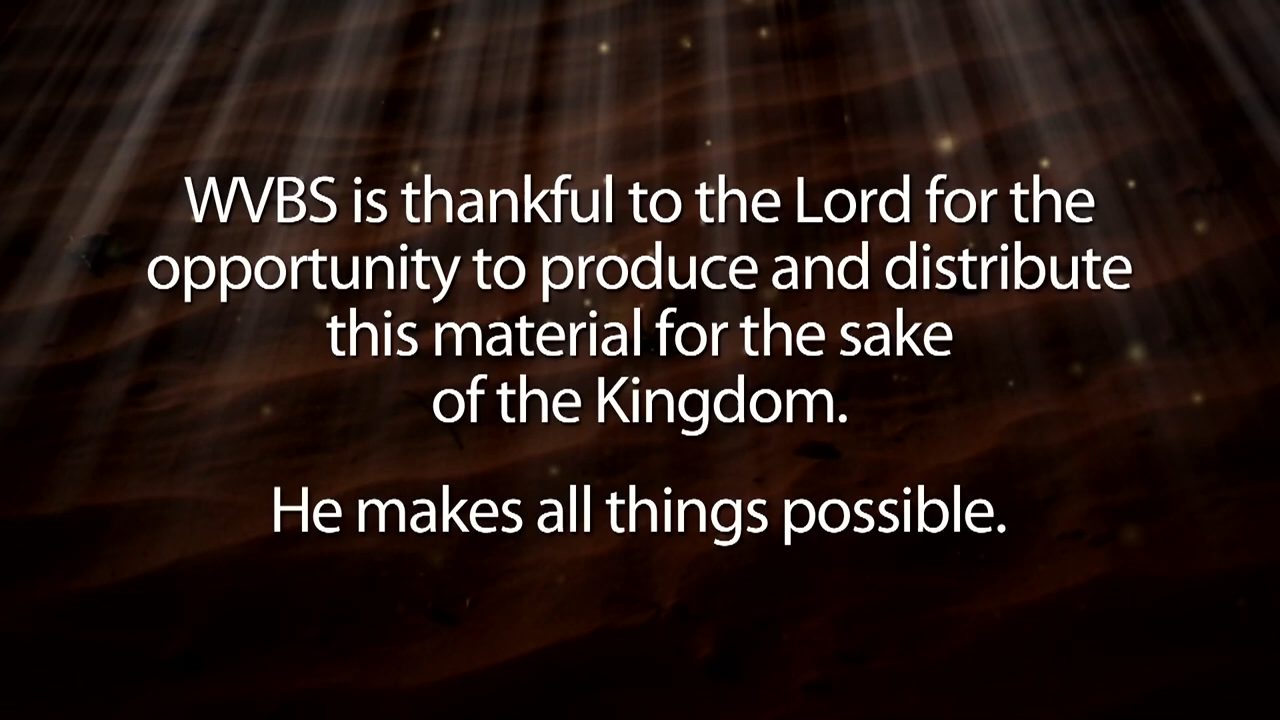 WVBS is thankful to the Lord for the
opportunity to produce and distribute
this material for the sake
of the Kingdom.
He makes all things possible.